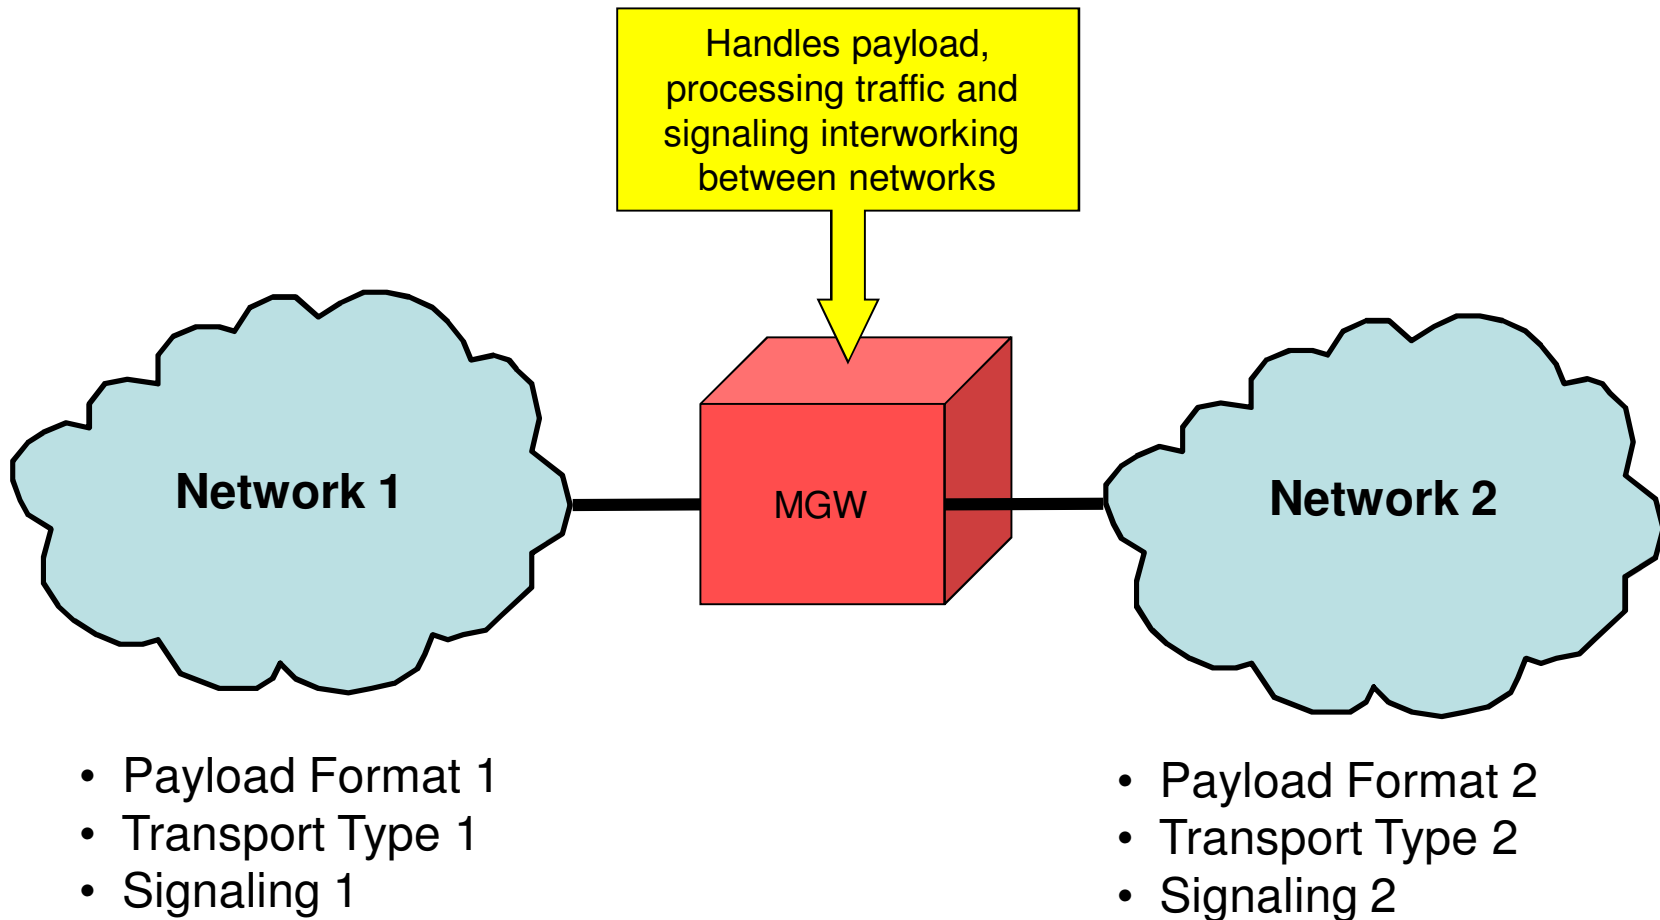 Handles payload,
processing traffic and
signaling interworking
between networks
Network 1
MGW
Network 2
• Payload Format 1
• Transport Type 1
• Signaling 1
• Payload Format 2
• Transport Type 2
• Signaling 2